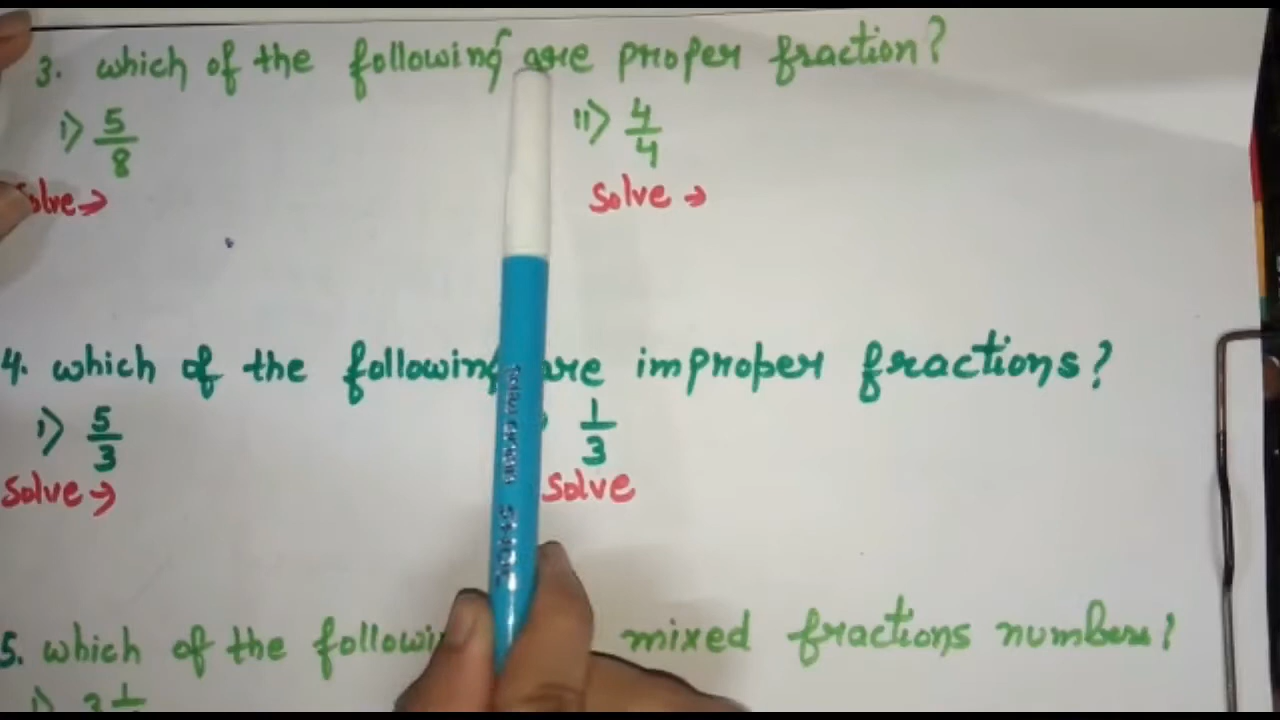 3. which of the following are proper fraction?
i) 5/8 ii) 4/4
Solve → Solve →
4. which of the following are improper fractions?
i) 5/3 1/3
Solve → Solve
5. which of the mixed fractions numbers?
i)